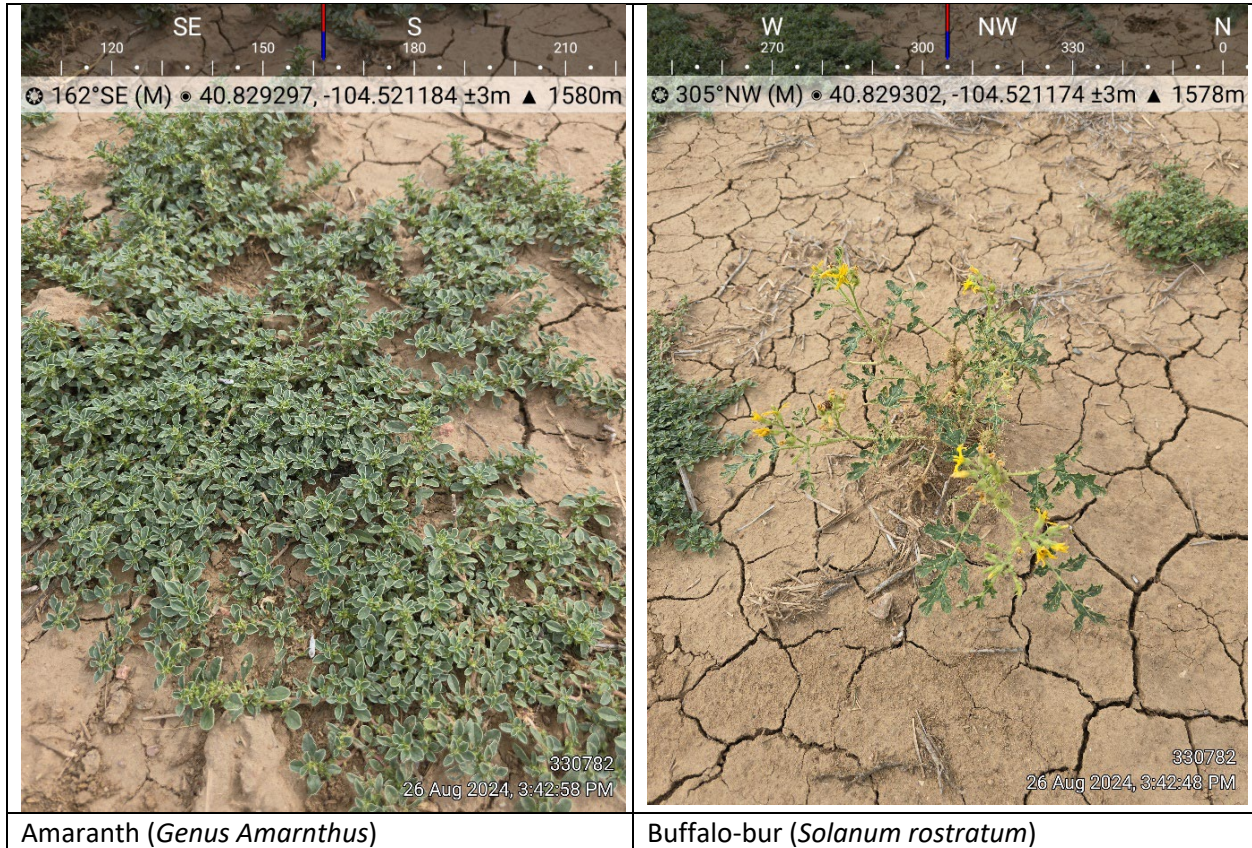 SE S
120 150 180 210
162°SE (M) 40.829297, -104.521184 ±3m ▲ 1580m
330782
26 Aug 2024, 3:42:58 PM
Amaranth (Genus Amarnthus)
W NW N
270 300 330 0
305°NW (M) 40.829302, -104.521174 ±3m ▲ 1578m
330782
26 Aug 2024, 3:42:48 PM
Buffalo-bur (Solanum rostratum)